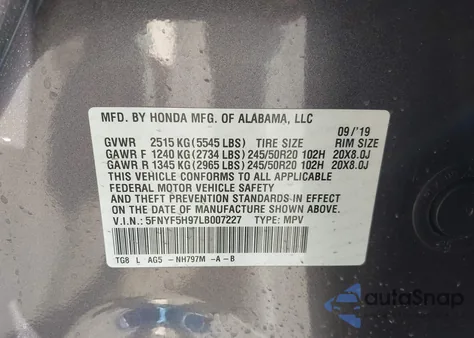 MFD. BY HONDA MFG. OF ALABAMA, LLC
09/'19
GVWR 2515 KG(5545 LBS) TIRE SIZE RIM SIZE
GAWR F 1240 KG(2734 LBS) 245/50R20 102H 20X8.0J
GAWR R 1345 KG(2965 LBS) 245/50R20 102H 20X8.0J
THIS VEHICLE CONFORMS TO ALL APPLICABLE
FEDERAL MOTOR VEHICLE SAFETY
AND THEFT PREVENTION STANDARDS IN EFFECT
ON THE DATE OF MANUFACTURE SHOWN ABOVE.
V.I.N.: 5FNYF5H97LB007227 TYPE: MPV
TG8 L AG5 -NH797M -A-B
autoSnap